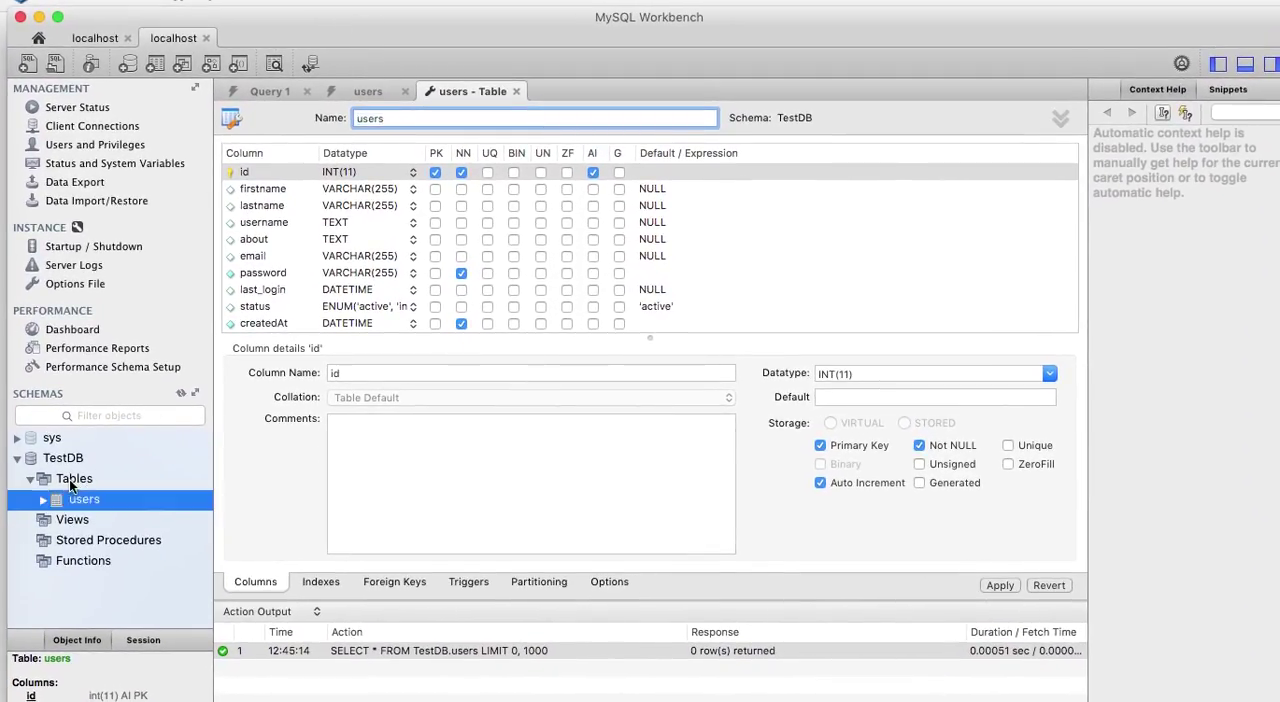 MySQL Workbench
localhost
localhost
MANAGEMENT
Server Status
Client Connections
Users and Privileges
Status and System Variables
Data Export
Data Import/Restore
INSTANCE
Startup / Shutdown
Server Logs
Options File
PERFORMANCE
Dashboard
Performance Reports
Performance Schema Setup
SCHEMAS
Filter objects
sys
TestDB
Tables
users
Views
Stored Procedures
Functions
Object Info Session
Table: users
Columns:
id int(11) AI PK
Query 1 users users - Table
Name: users Schema: TestDB
Column Datatype PK NN UQ BIN UN ZF AI G Default / Expression
id INT(11)
firstname VARCHAR(255) NULL
lastname VARCHAR(255) NULL
username TEXT NULL
about TEXT NULL
email VARCHAR(255) NULL
password VARCHAR(255)
last_login DATETIME NULL
status ENUM('active', 'in 'active'
createdAt DATETIME
Column details 'id'
Column Name: id Datatype: INT(11)
Collation: Table Default Default
Comments: Storage: VIRTUAL STORED
Primary Key Not NULL Unique
Binary Unsigned ZeroFill
Auto Increment Generated
Columns Indexes Foreign Keys Triggers Partitioning Options Apply Revert
Action Output
Time Action Response Duration / Fetch Time
1 12:45:14 SELECT * FROM TestDB.users LIMIT 0, 1000 0 row(s) returned 0.00051 sec / 0.0000...
Context Help Snippets
Automatic context help is
disabled. Use the toolbar to
manually get help for the current
caret position or to toggle
automatic help.